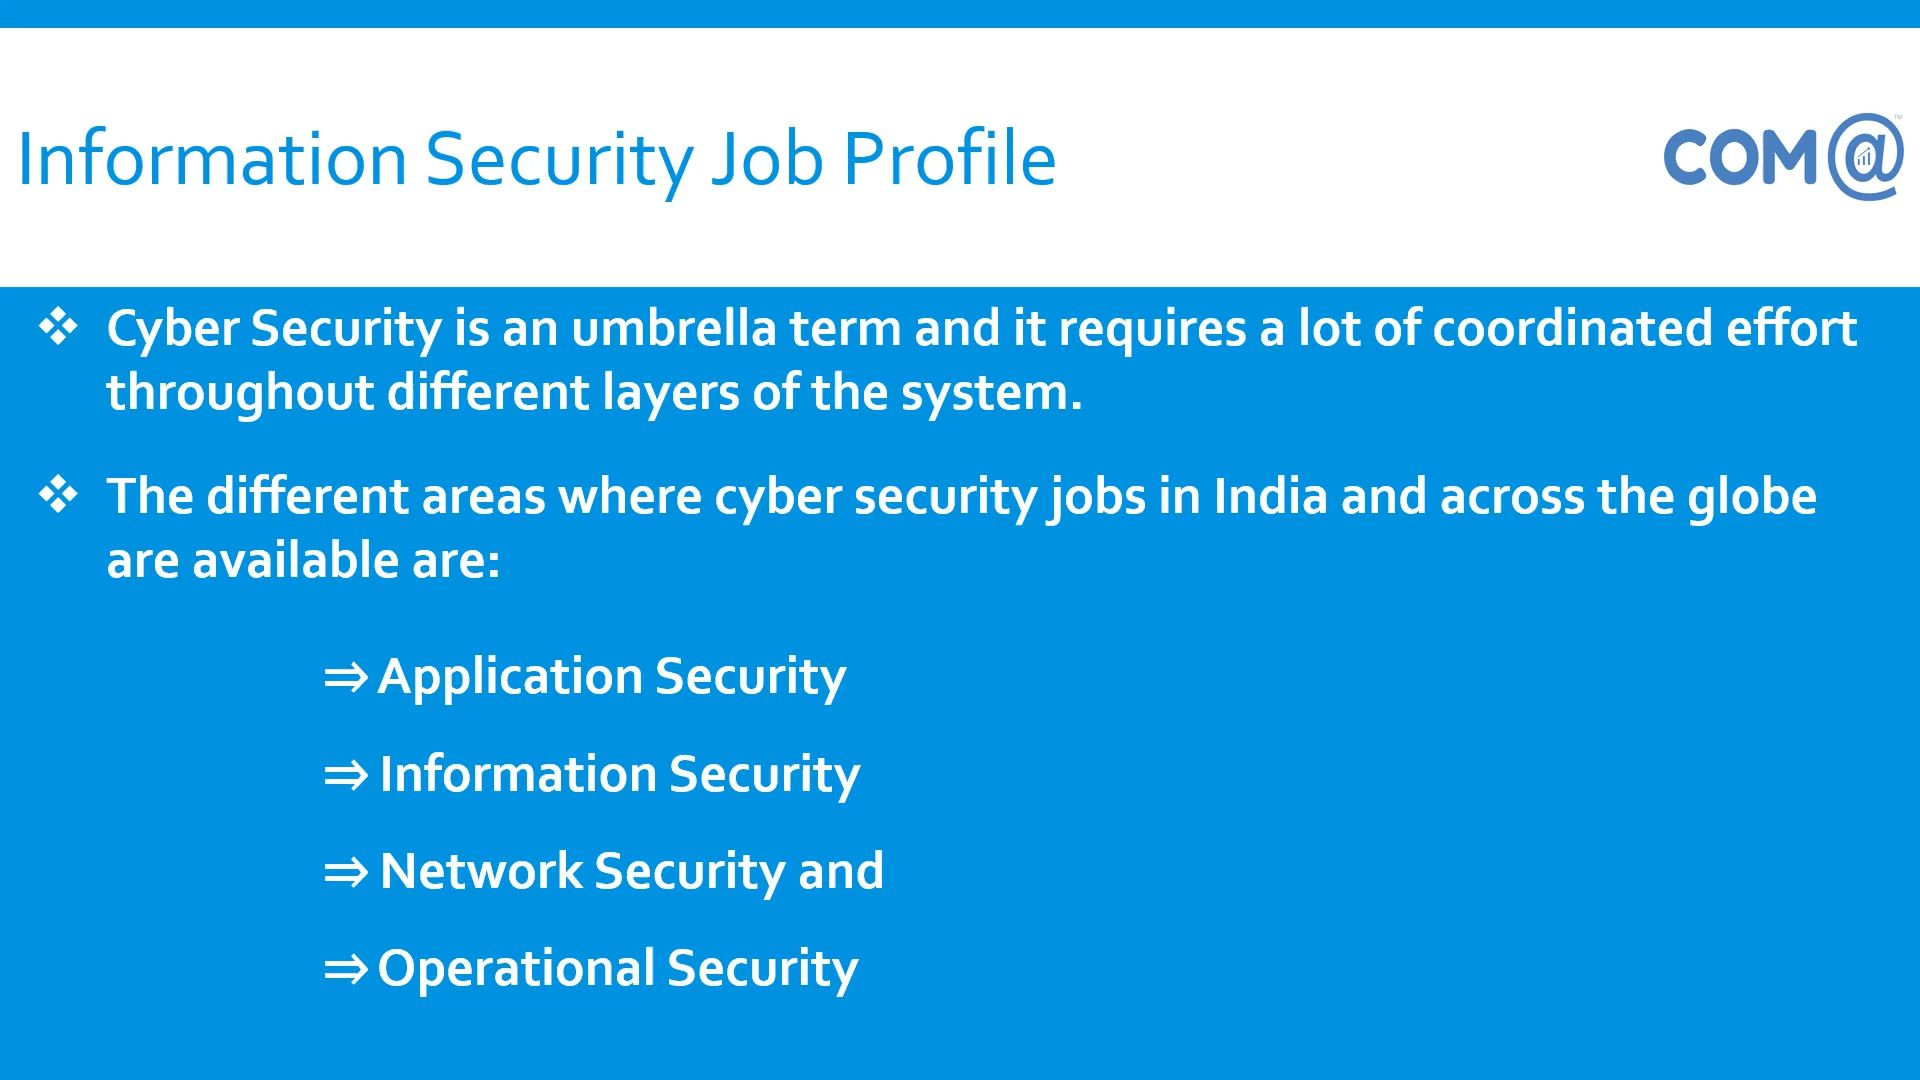 Information Security Job Profile
COM@
TM
❖ Cyber Security is an umbrella term and it requires a lot of coordinated effort
throughout different layers of the system.
❖ The different areas where cyber security jobs in India and across the globe
are available are:
⇒ Application Security
⇒ Information Security
⇒ Network Security and
⇒ Operational Security